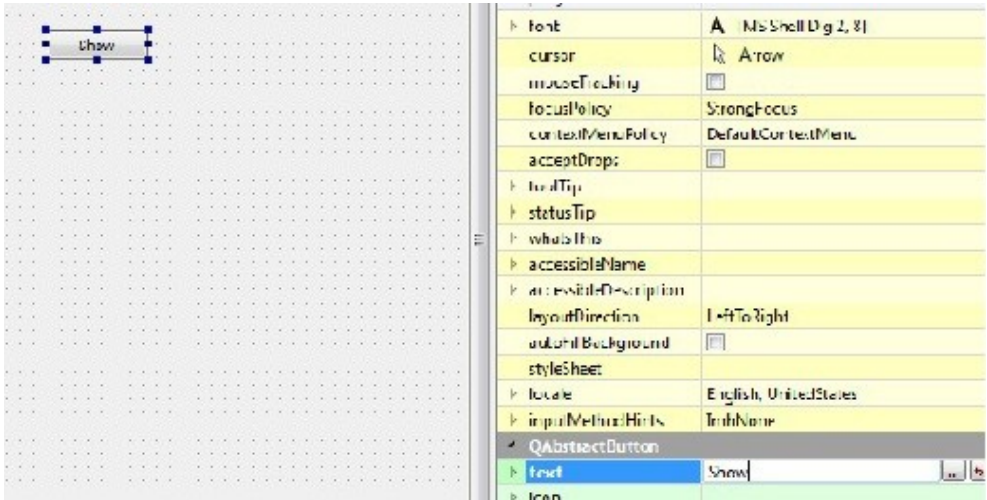 Show
font A [MS Shell Dlg 2, 8]
cursor Arrow
mouseTracking
focusPolicy StrongFocus
contextMenuPolicy DefaultContextMenu
acceptDrops
toolTip
statusTip
whatsThis
accessibleName
accessibleDescription
layoutDirection LeftToRight
autoFillBackground
styleSheet
locale English, UnitedStates
inputMethodHints ImhNone
QAbstractButton
text Show ...
icon